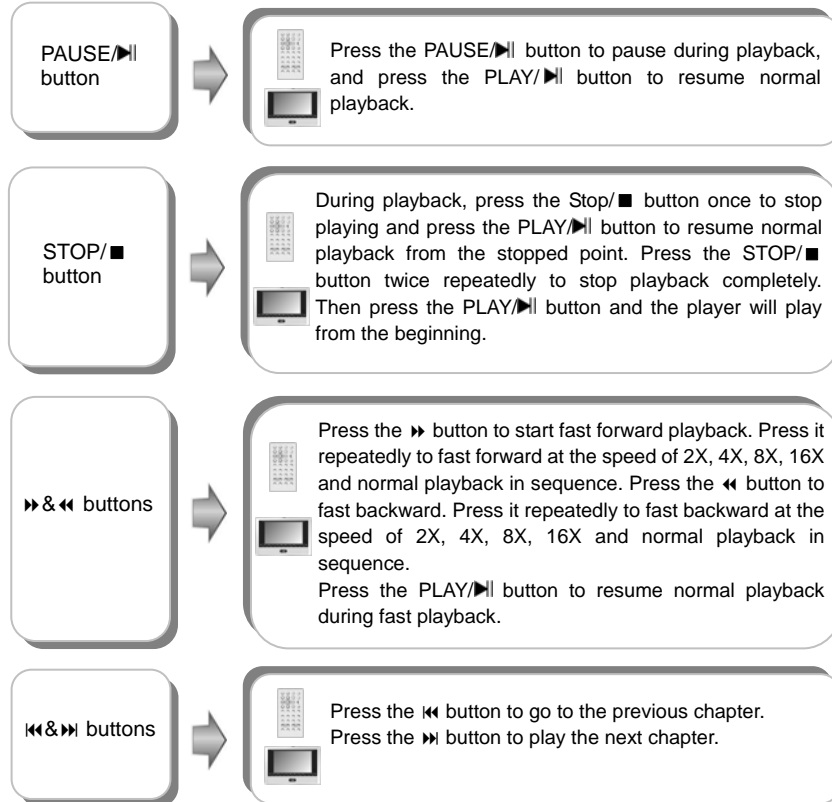 PAUSE/⏯
button
Press the PAUSE/⏯ button to pause during playback,
and press the PLAY/⏯ button to resume normal
playback.
STOP/■
button
During playback, press the Stop/■ button once to stop
playing and press the PLAY/⏯ button to resume normal
playback from the stopped point. Press the STOP/■
button twice repeatedly to stop playback completely.
Then press the PLAY/⏯ button and the player will play
from the beginning.
⏩&⏪ buttons
Press the ⏩ button to start fast forward playback. Press it
repeatedly to fast forward at the speed of 2X, 4X, 8X, 16X
and normal playback in sequence. Press the ⏪ button to
fast backward. Press it repeatedly to fast backward at the
speed of 2X, 4X, 8X, 16X and normal playback in
sequence.
Press the PLAY/⏯ button to resume normal playback
during fast playback.
⏮&⏭ buttons
Press the ⏮ button to go to the previous chapter.
Press the ⏭ button to play the next chapter.